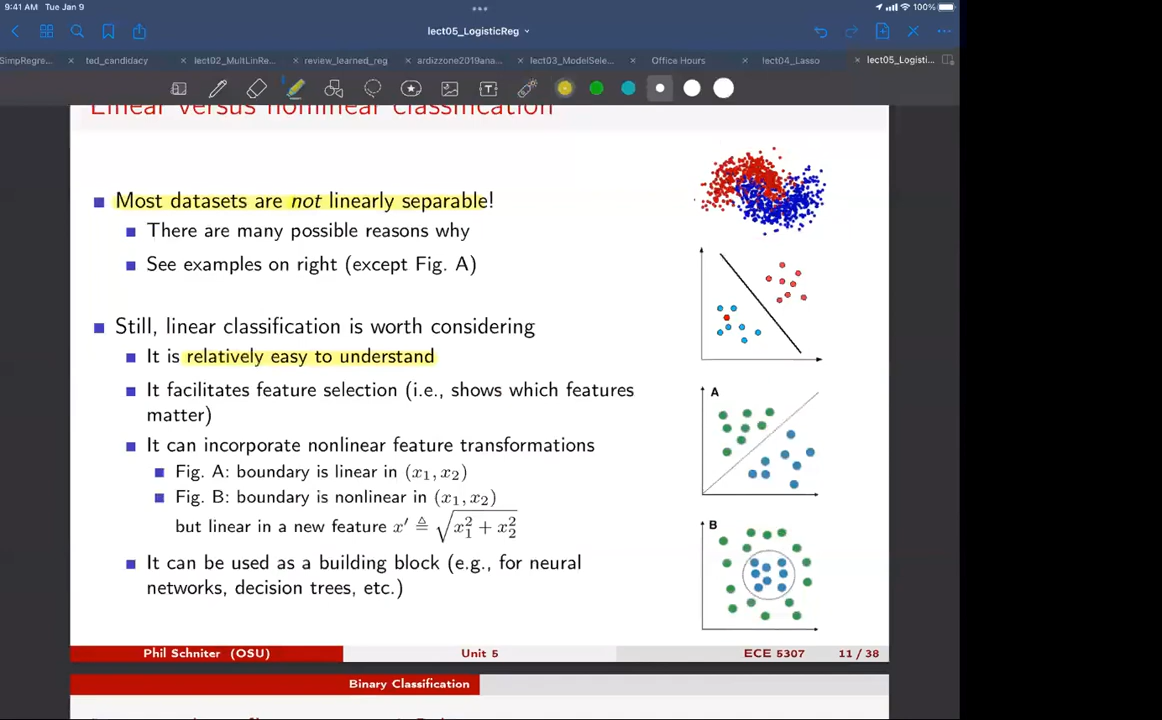 9:41 AM Tue Jan 9
100%
lect05_LogisticReg
SimpRegre...
ted_candidacy
lect02_MultLinRe...
review_learned_reg
ardizzone2019ana...
lect03_ModelSele...
Office Hours
lect04_Lasso
lect05_Logisti...
Linear versus nonlinear classification
Most datasets are not linearly separable!
There are many possible reasons why
See examples on right (except Fig. A)
Still, linear classification is worth considering
It is relatively easy to understand
It facilitates feature selection (i.e., shows which features
matter)
It can incorporate nonlinear feature transformations
Fig. A: boundary is linear in (x₁, x₂)
Fig. B: boundary is nonlinear in (x₁, x₂)
but linear in a new feature x′ ≜ √(x₁² + x₂²)
It can be used as a building block (e.g., for neural
networks, decision trees, etc.)
A
B
Phil Schniter (OSU)
Unit 5
ECE 5307
11 / 38
Binary Classification